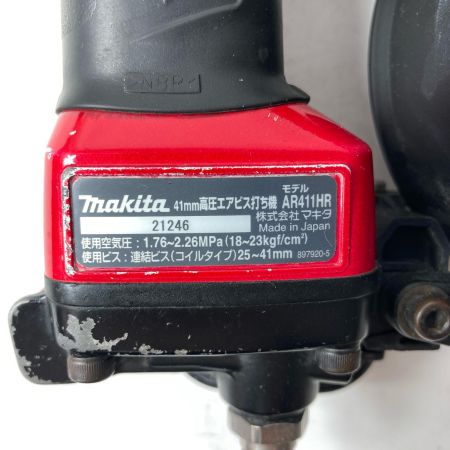 >NBR<
makita 41mm高圧エアビス打ち機 モデル AR411HR
21246 株式会社マキタ
Made in Japan
使用空気圧：1.76~2.26MPa(18~23kgf/cm²)
使用ビス：連結ビス(コイルタイプ)25~41mm 897920-5